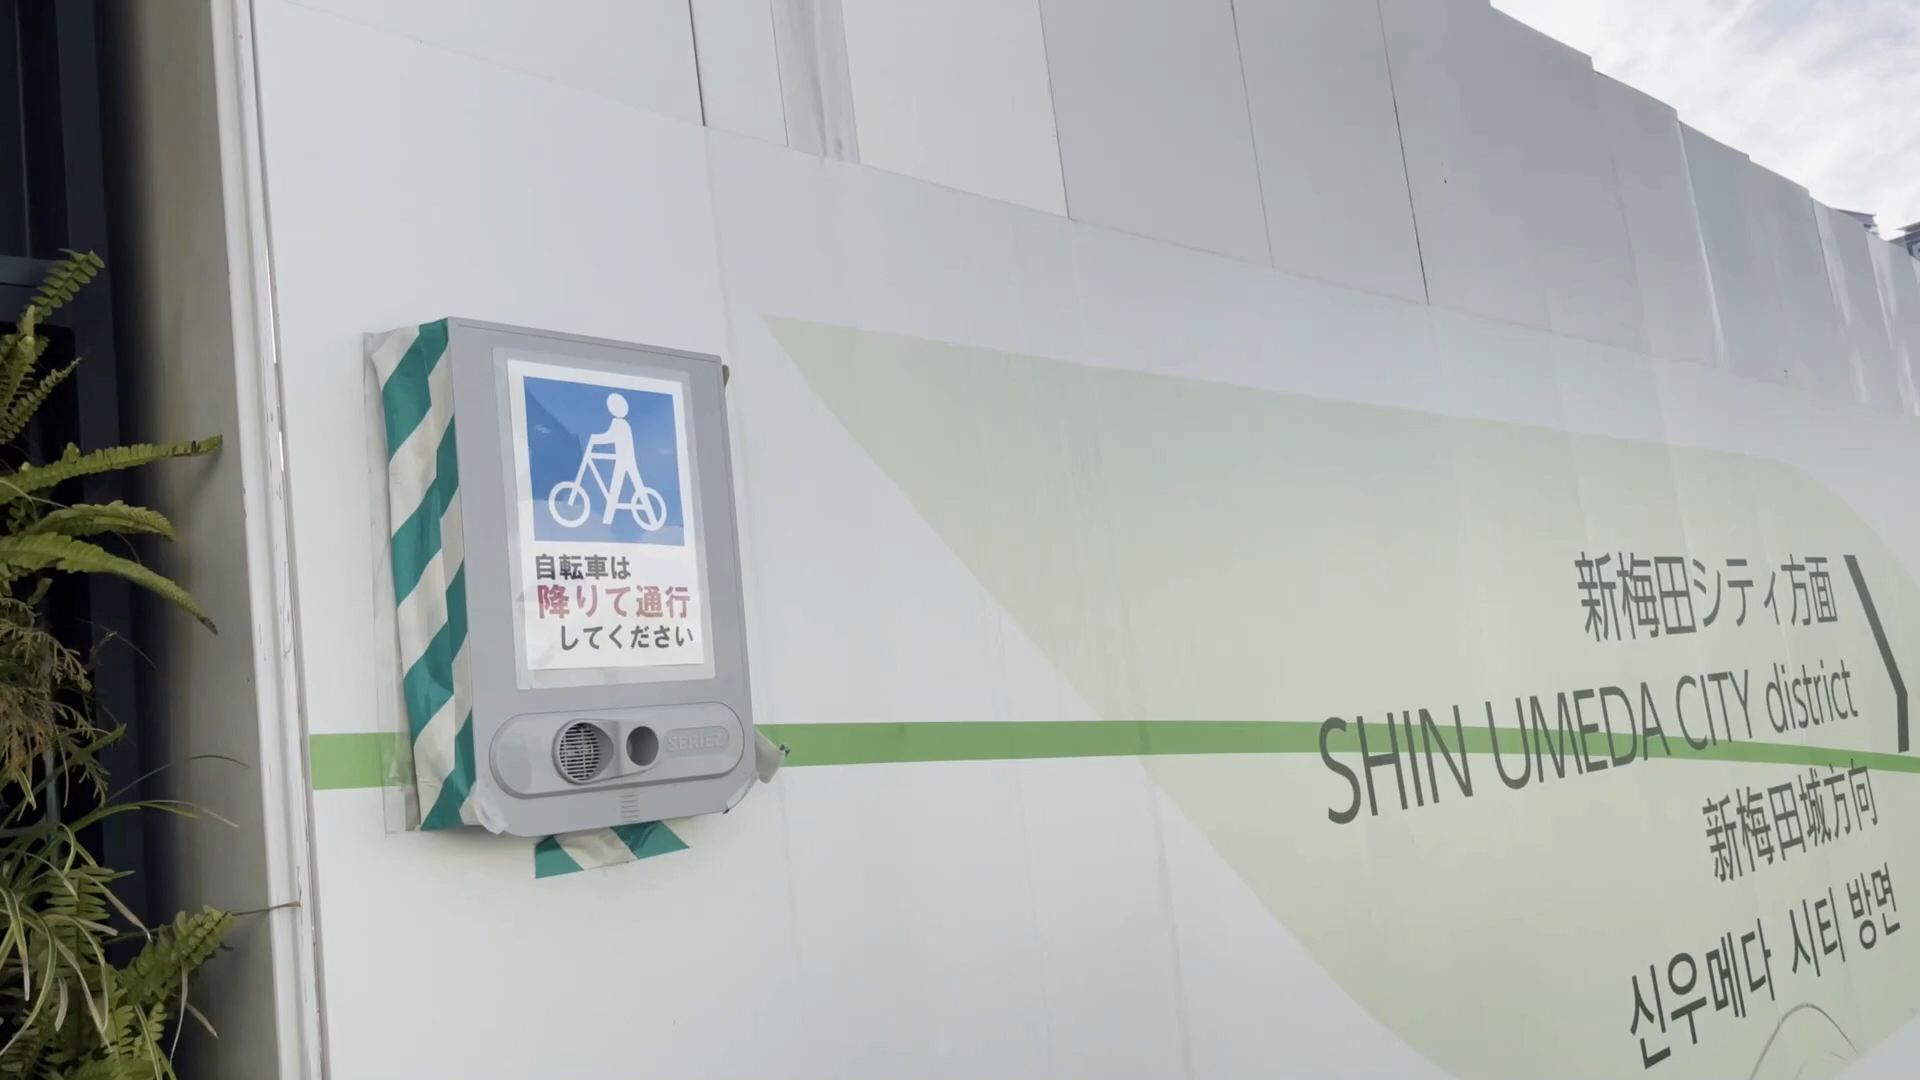 自転車は
降りて通行
してください
SERIEZ
新梅田シティ方面
SHIN UMEDA CITY district
新梅田城方向
신우메다 시티 방면